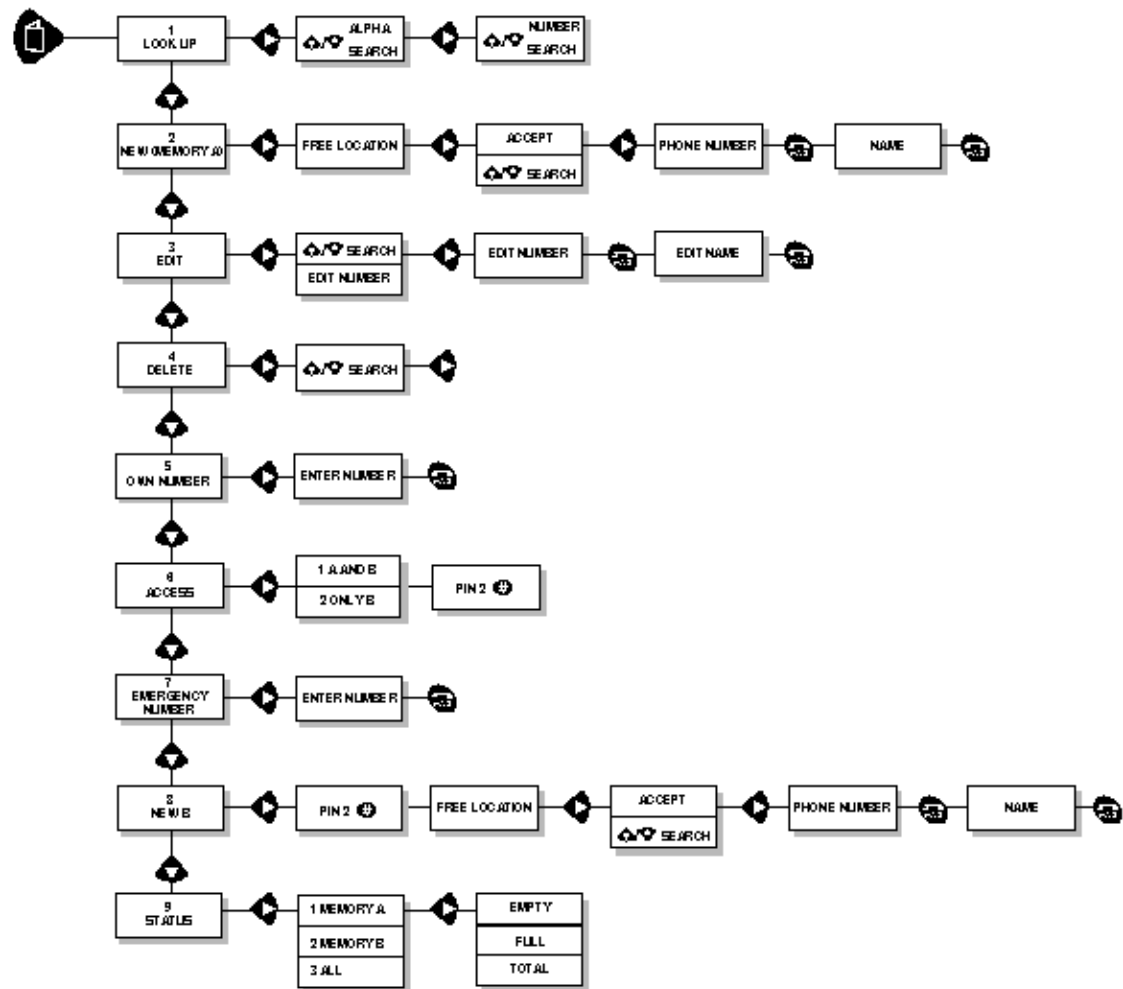 1
LOOK UP
ALPHA
/ SEARCH
NUMBER
/ SEARCH
2
NEW (MEMORY A)
FREE LOCATION
ACCEPT
/ SEARCH
PHONE NUMBER
NAME
3
EDIT
/ SEARCH
EDIT NUMBER
EDIT NUMBER
EDIT NAME
4
DELETE
/ SEARCH
5
OWN NUMBER
ENTER NUMBER
6
ACCESS
1 A AND B
2 ONLY B
PIN 2 #
7
EMERGENCY
NUMBER
ENTER NUMBER
8
NEW B
PIN 2 #
FREE LOCATION
ACCEPT
/ SEARCH
PHONE NUMBER
NAME
9
STATUS
1 MEMORY A
2 MEMORY B
3 ALL
EMPTY
FULL
TOTAL